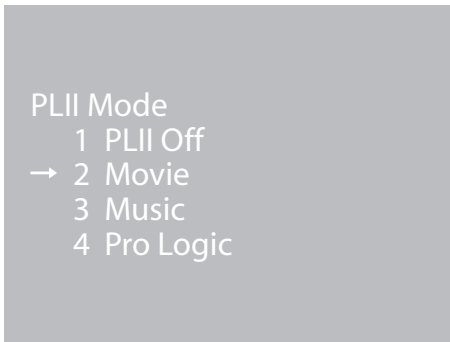 PLII Mode
1 PLII Off
→ 2 Movie
3 Music
4 Pro Logic